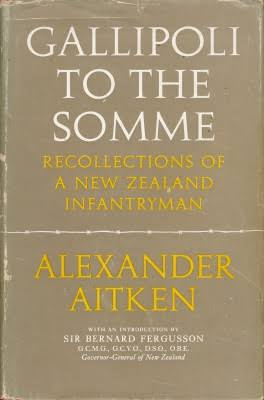 GALLIPOLI
TO THE
SOMME
RECOLLECTIONS OF
A NEW ZEALAND
INFANTRYMAN
ALEXANDER
AITKEN
WITH AN INTRODUCTION BY
SIR BERNARD FERGUSSON
G.C.M.G., G.C.V.O., D.S.O., O.B.E.
Governor-General of New Zealand